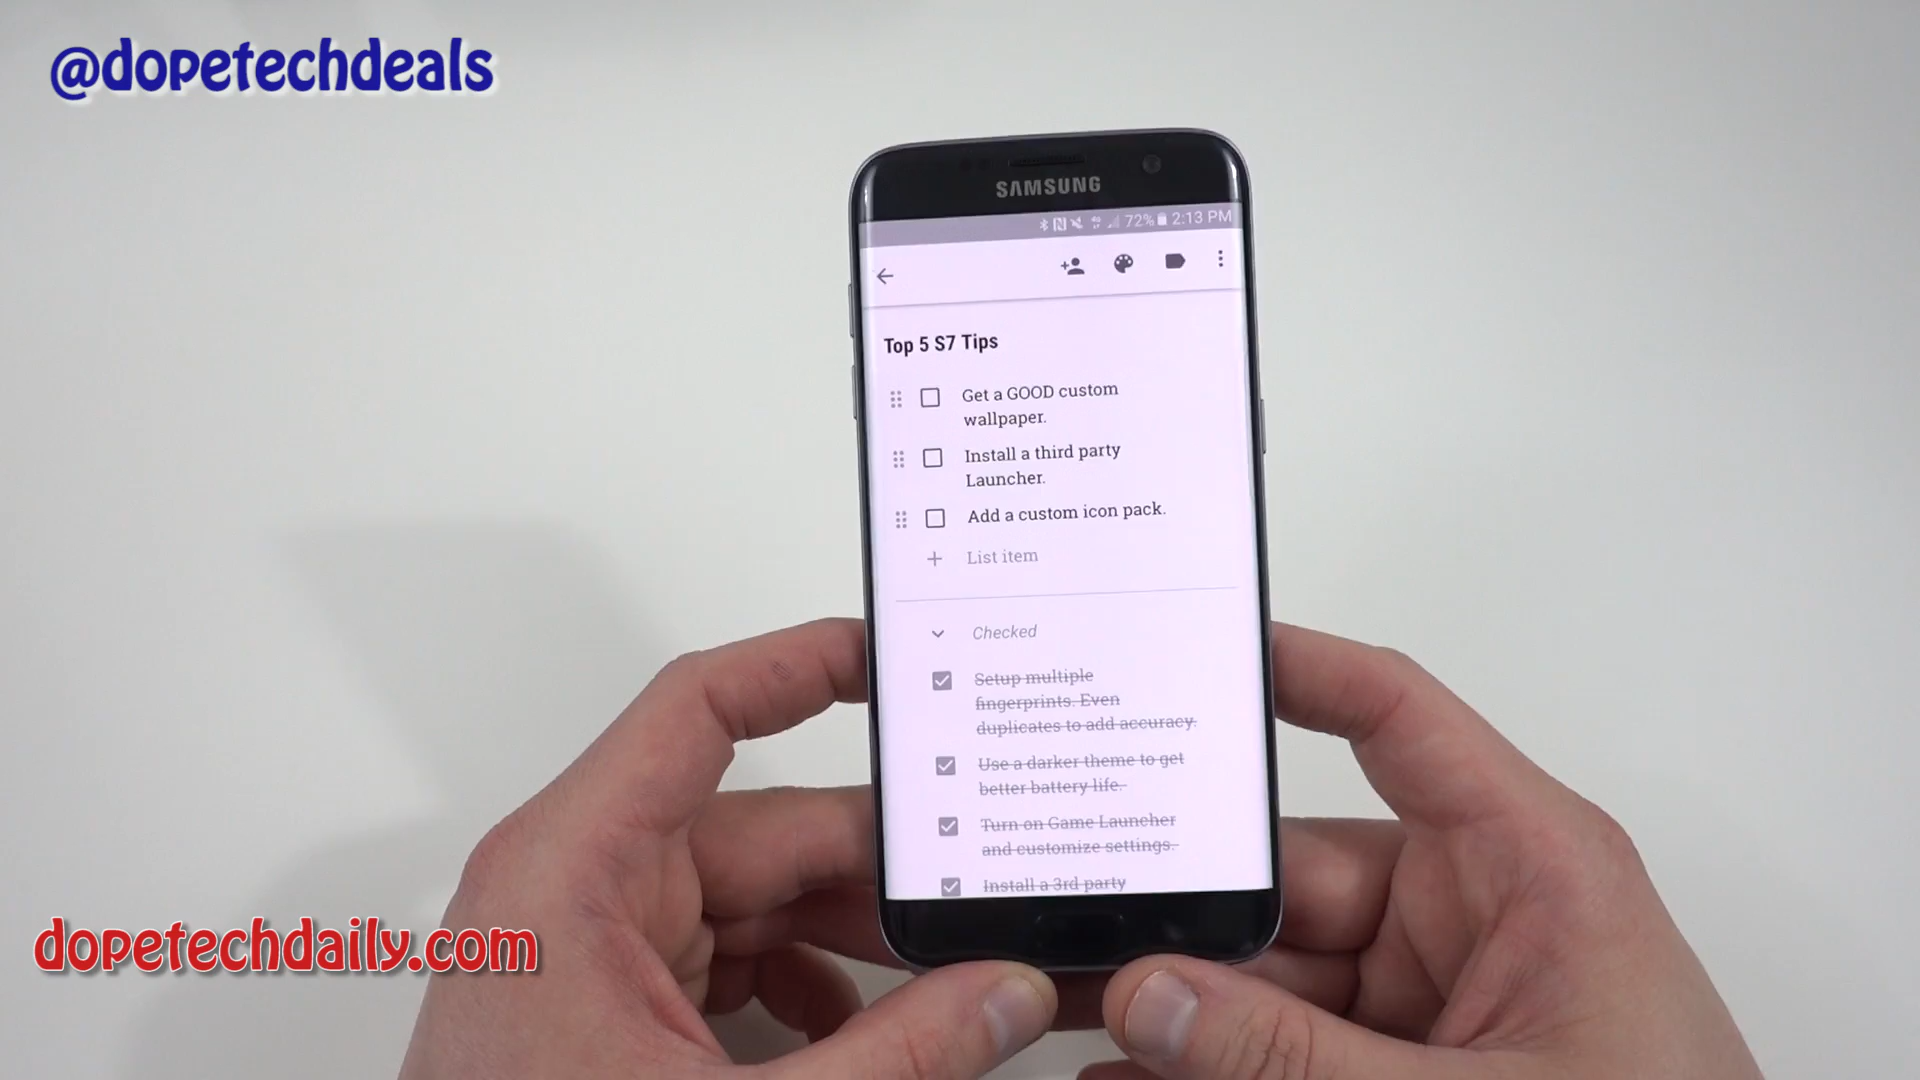 @dopetechdeals
SAMSUNG
72% 2:13 PM
Top 5 S7 Tips
Get a GOOD custom
wallpaper.
Install a third party
Launcher.
Add a custom icon pack.
List item
Checked
Setup multiple
fingerprints. Even
duplicates to add accuracy.
Use a darker theme to get
better battery life.
Turn on Game Launcher
and customize settings.
Install a 3rd party
dopetechdaily.com